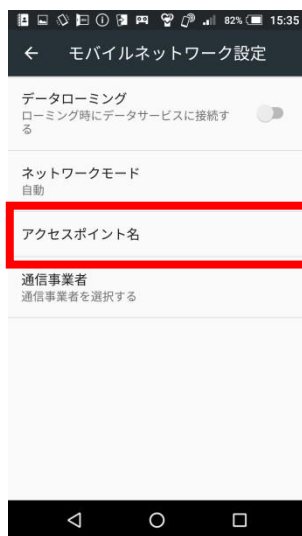 82% 15:35
モバイルネットワーク設定
データローミング
ローミング時にデータサービスに接続す
る
ネットワークモード
自動
アクセスポイント名
通信事業者
通信事業者を選択する